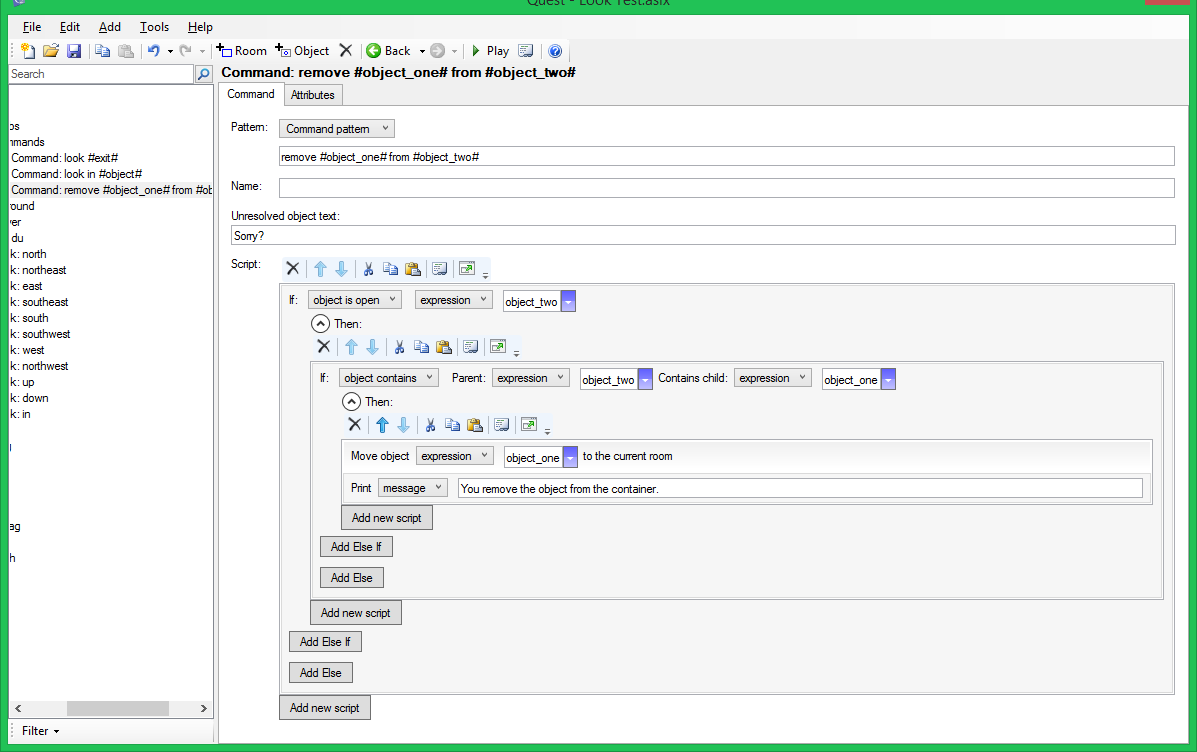 Quest - Look Test.aslx
File Edit Add Tools Help
Room Object Back Play
Search
Command: remove #object_one# from #object_two#
Command Attributes
ps
mmands
Command: look #exit#
Command: look in #object#
Command: remove #object_one# from #ob
round
ver
du
k: north
k: northeast
k: east
k: southeast
k: south
k: southwest
k: west
k: northwest
k: up
k: down
k: in
ag
h
Filter
Pattern: Command pattern
remove #object_one# from #object_two#
Name:
Unresolved object text:
Sorry?
Script:
If: object is open expression object_two
Then:
If: object contains Parent: expression object_two Contains child: expression object_one
Then:
Move object expression object_one to the current room
Print message You remove the object from the container.
Add new script
Add Else If
Add Else
Add new script
Add Else If
Add Else
Add new script